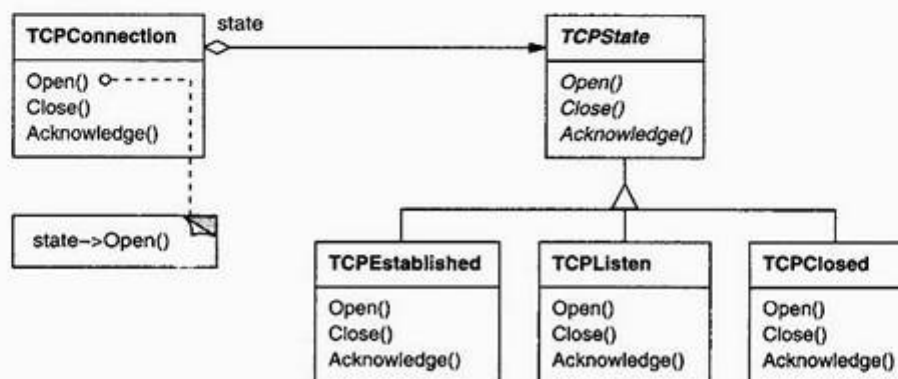 state
TCPConnection
Open()
Close()
Acknowledge()
state->Open()
TCPState
Open()
Close()
Acknowledge()
TCPEstablished
Open()
Close()
Acknowledge()
TCPListen
Open()
Close()
Acknowledge()
TCPClosed
Open()
Close()
Acknowledge()